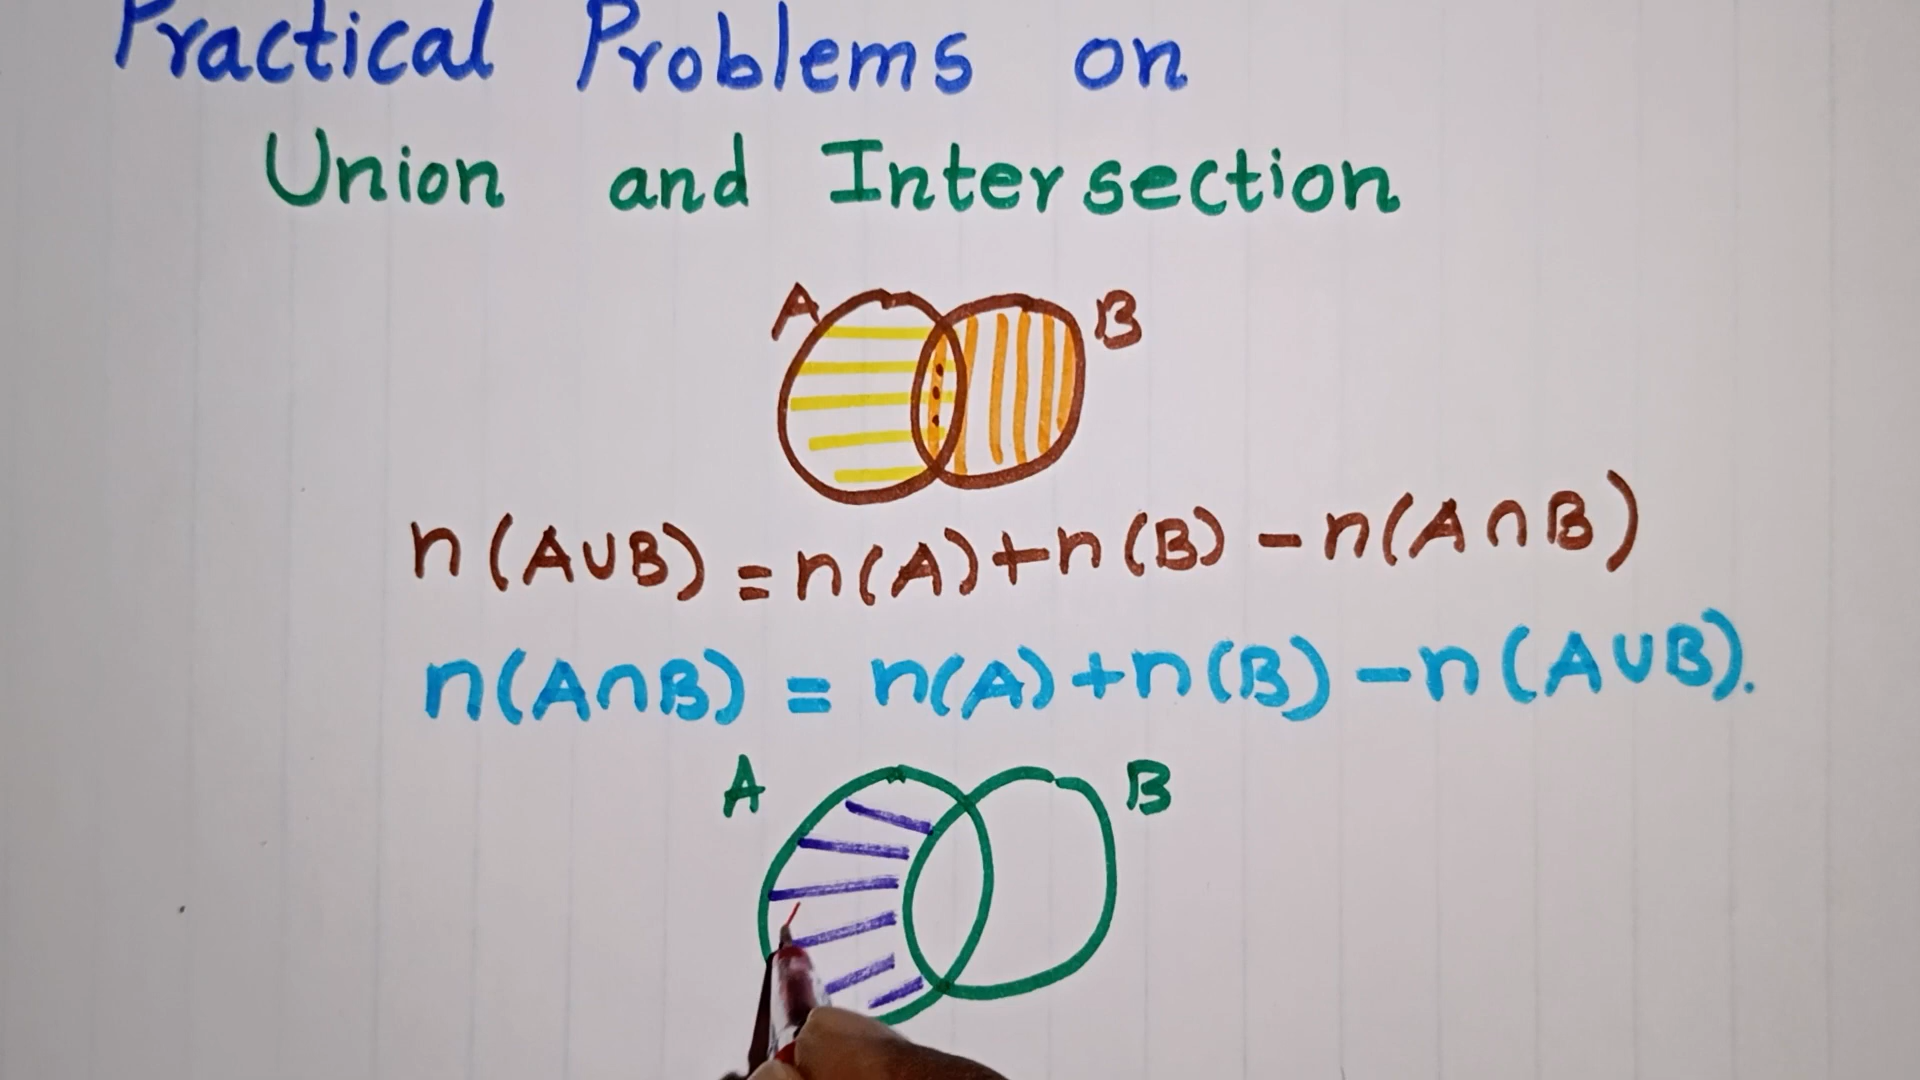 Practical Problems on
Union and Intersection
A B
n(A∪B) = n(A)+n(B) -n(A∩B)
n(A∩B) = n(A)+n(B) -n(A∪B).
A B